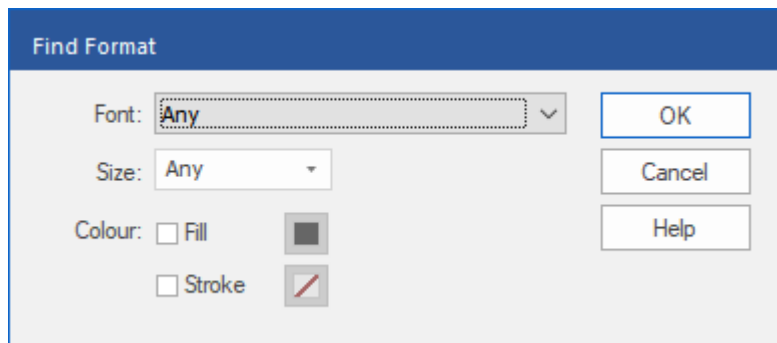 Find Format
Font: Any OK
Size: Any Cancel
Colour: Fill Help
Stroke